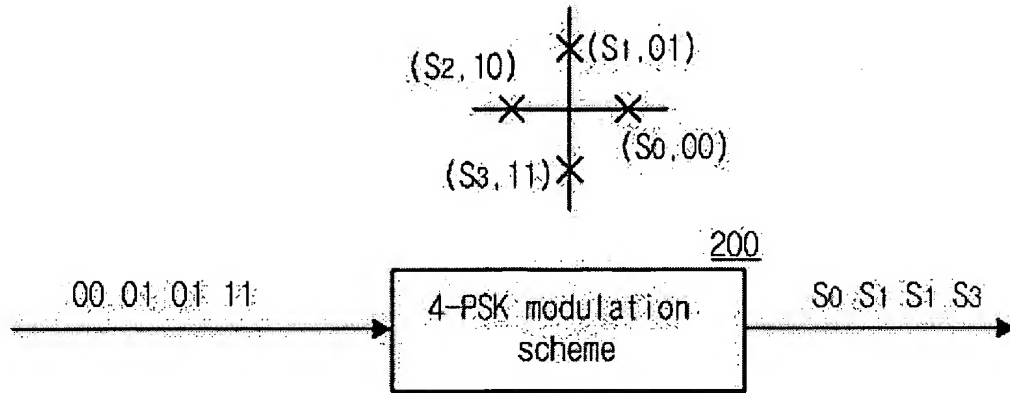 (S1,01)
(S2,10)
(S0,00)
(S3,11)
200
00 01 01 11
4-PSK modulation
scheme
S0 S1 S1 S3